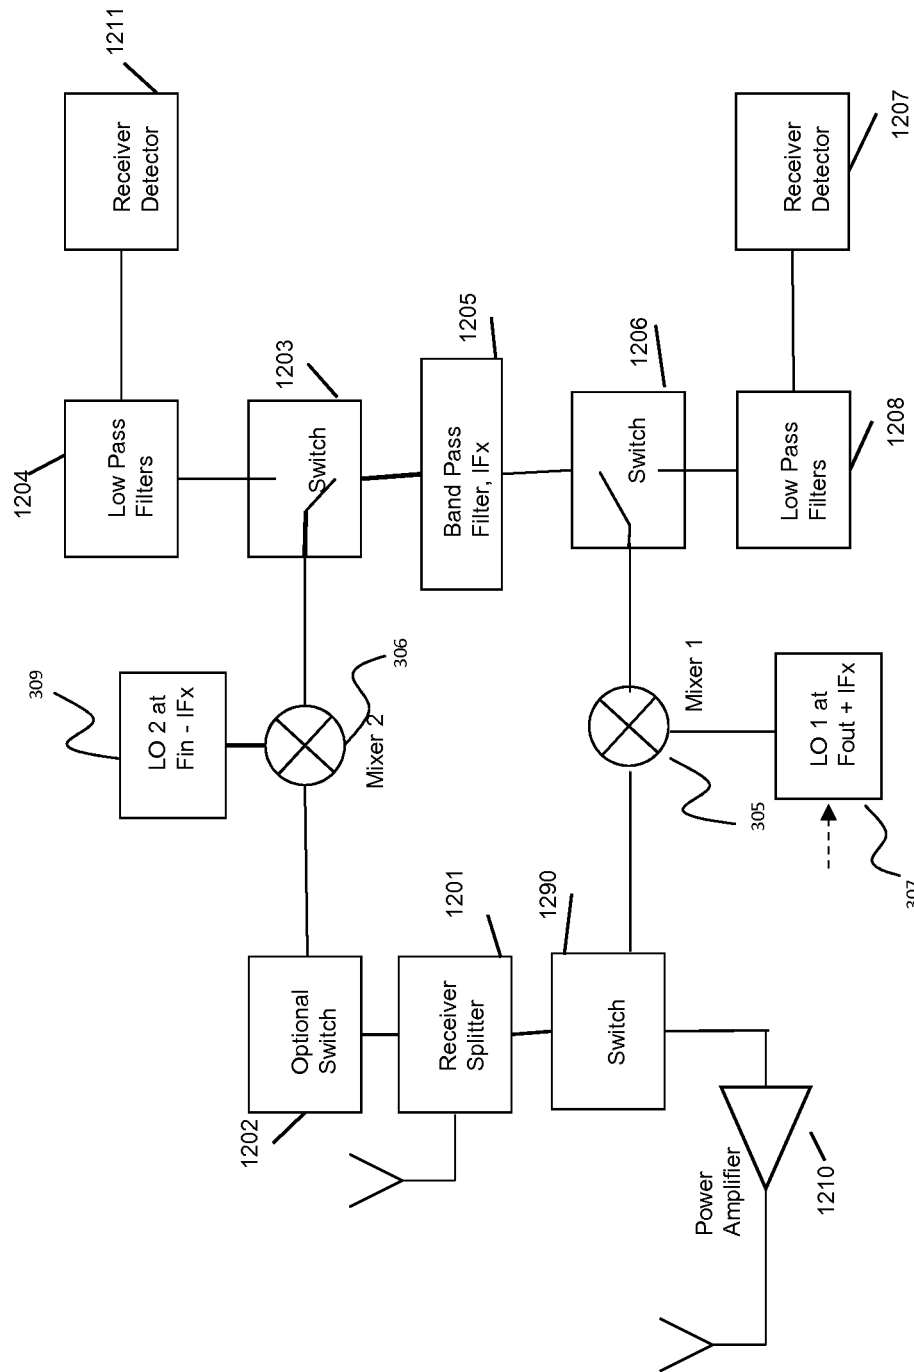 1211
Receiver
Detector
1204
Low Pass
Filters
1203
Switch
1205
Band Pass
Filter, IFx
1206
Switch
Low Pass
Filters
1208
Receiver
Detector
1207
309
LO 2 at
Fin - IFx
306
Mixer 2
Mixer 1
305
LO 1 at
Fout + IFx
307
Optional
Switch
1202
1201
Receiver
Splitter
1290
Switch
Power
Amplifier
1210